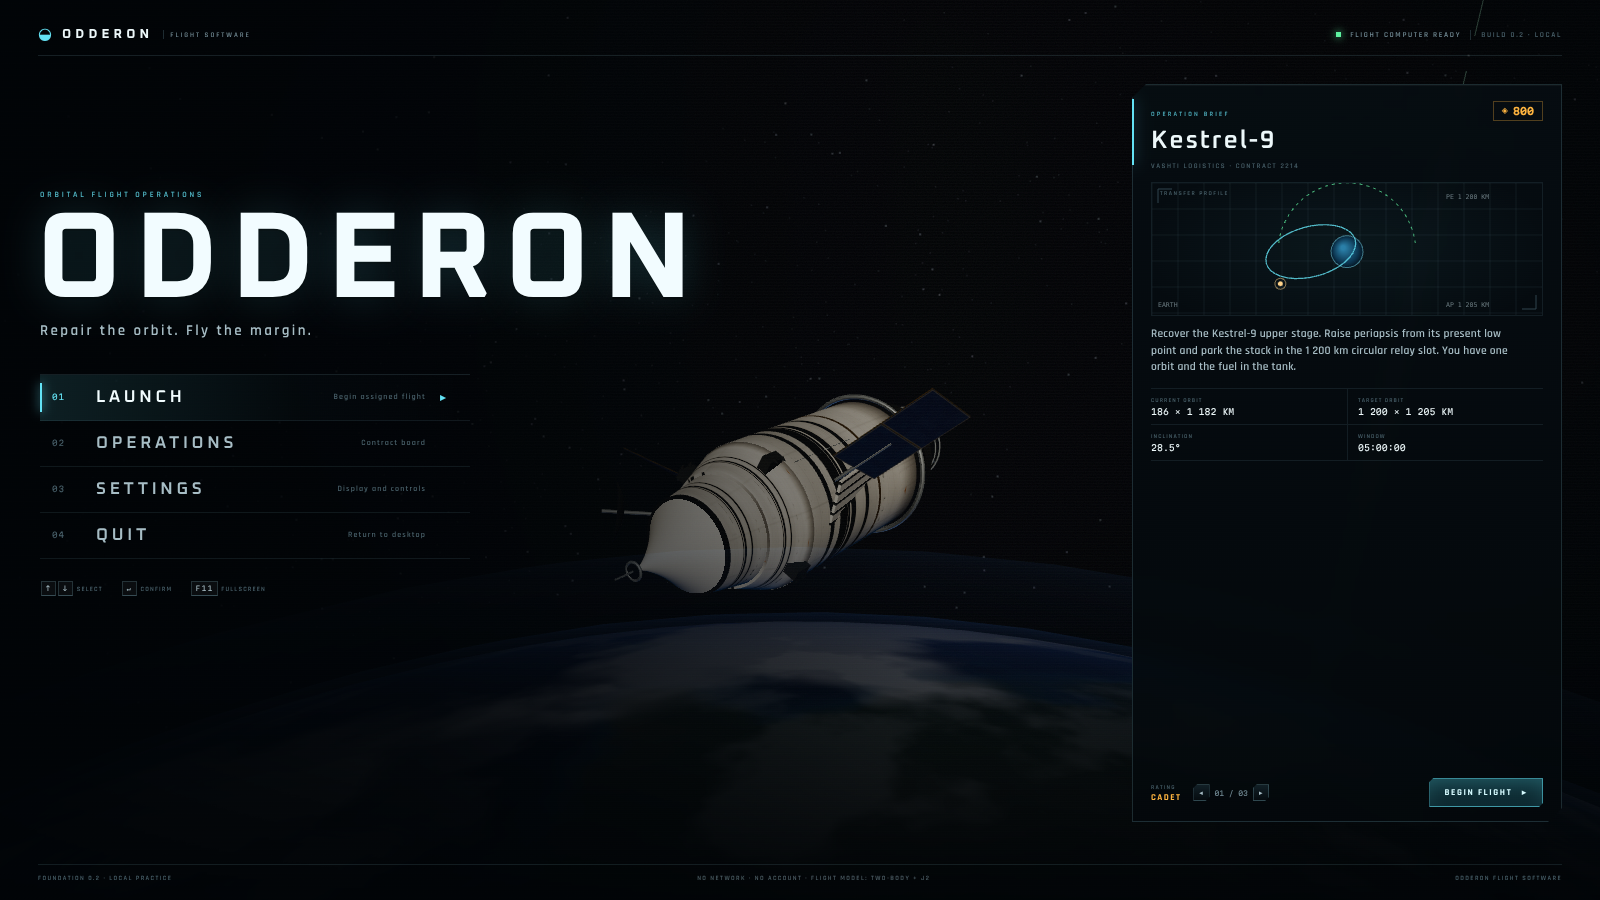 ODDERON
FLIGHT SOFTWARE
FLIGHT COMPUTER READY
BUILD 0.2 · LOCAL
ORBITAL FLIGHT OPERATIONS
ODDERON
Repair the orbit. Fly the margin.
01 LAUNCH Begin assigned flight ▶
02 OPERATIONS Contract board
03 SETTINGS Display and controls
04 QUIT Return to desktop
↑ ↓ SELECT ↵ CONFIRM F11 FULLSCREEN
OPERATION BRIEF
◈ 800
Kestrel-9
VASHTI LOGISTICS · CONTRACT 2214
TRANSFER PROFILE
PE 1 200 KM
EARTH
AP 1 205 KM
Recover the Kestrel-9 upper stage. Raise periapsis from its present low
point and park the stack in the 1 200 km circular relay slot. You have one
orbit and the fuel in the tank.
CURRENT ORBIT
186 × 1 182 KM
TARGET ORBIT
1 200 × 1 205 KM
INCLINATION
28.5°
WINDOW
05:00:00
RATING
CADET
◀ 01 / 03 ▶
BEGIN FLIGHT ▶
FOUNDATION 0.2 · LOCAL PRACTICE
NO NETWORK · NO ACCOUNT · FLIGHT MODEL: TWO-BODY + J2
ODDERON FLIGHT SOFTWARE